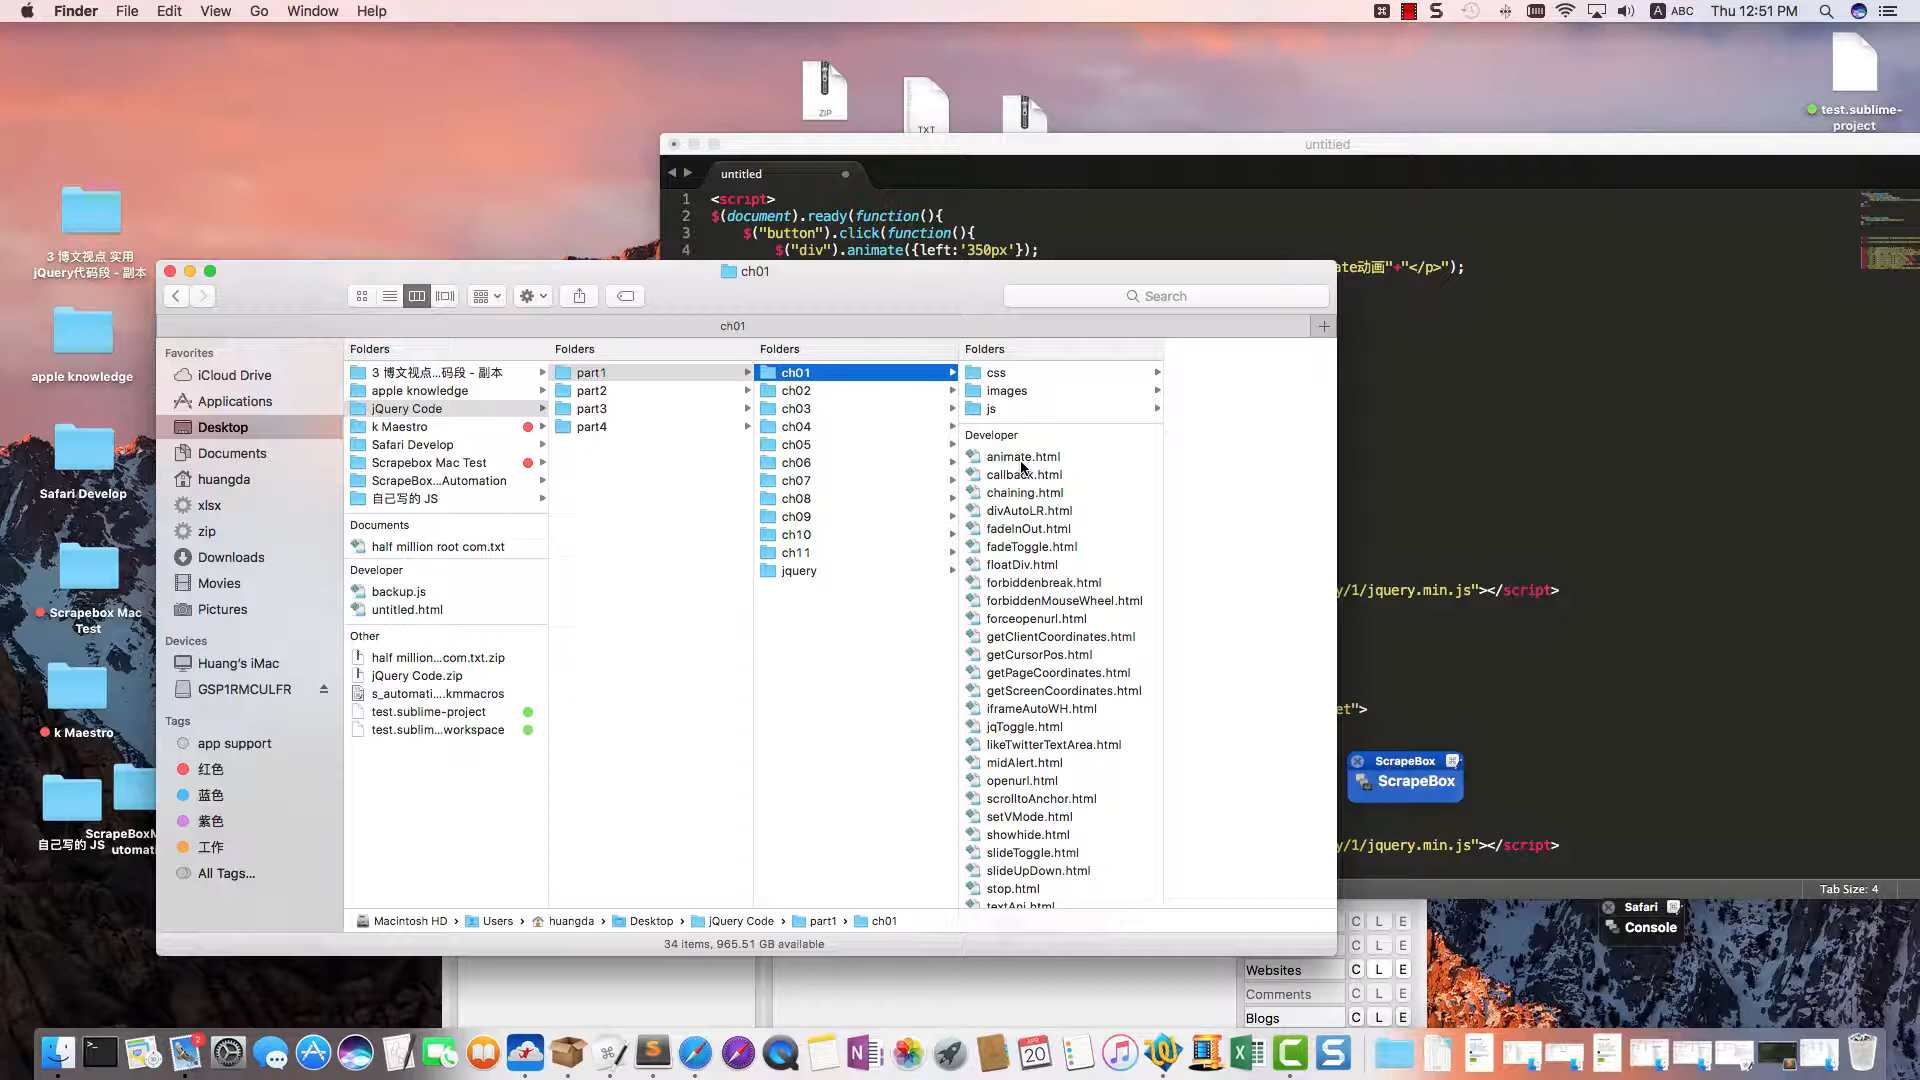 Finder File Edit View Go Window Help
ABC Thu 12:51 PM
ZIP
TXT
test.sublime-
project
untitled
untitled
1 <script>
2 $(document).ready(function(){
3 $("button").click(function(){
4 $("div").animate({left:'350px'});
ate动画"+"</p>");
y/1/jquery.min.js"></script>
et">
y/1/jquery.min.js"></script>
Tab Size: 4
3 博文视点 实用
jQuery代码段 - 副本
apple knowledge
Safari Develop
Scrapebox Mac
Test
k Maestro
ScrapeBoxM
自己写的 JS
utomat
ch01
Search
ch01
Favorites
iCloud Drive
Applications
Desktop
Documents
huangda
xlsx
zip
Downloads
Movies
Pictures
Devices
Huang's iMac
GSP1RMCULFR
Tags
app support
红色
蓝色
紫色
工作
All Tags...
Folders
3 博文视点...码段 - 副本
apple knowledge
jQuery Code
k Maestro
Safari Develop
Scrapebox Mac Test
ScrapeBox...Automation
自己写的 JS
Documents
half million root com.txt
Developer
backup.js
untitled.html
Other
half million...com.txt.zip
jQuery Code.zip
s_automati....kmmacros
test.sublime-project
test.sublim...workspace
Folders
part1
part2
part3
part4
Folders
ch01
ch02
ch03
ch04
ch05
ch06
ch07
ch08
ch09
ch10
ch11
jquery
Folders
css
images
js
Developer
animate.html
callback.html
chaining.html
divAutoLR.html
fadeInOut.html
fadeToggle.html
floatDiv.html
forbiddenbreak.html
forbiddenMouseWheel.html
forceopenurl.html
getClientCoordinates.html
getCursorPos.html
getPageCoordinates.html
getScreenCoordinates.html
iframeAutoWH.html
jqToggle.html
likeTwitterTextArea.html
midAlert.html
openurl.html
scrolltoAnchor.html
setVMode.html
showhide.html
slideToggle.html
slideUpDown.html
stop.html
textAni.html
Macintosh HD › Users › huangda › Desktop › jQuery Code › part1 › ch01
34 items, 965.51 GB available
ScrapeBox
ScrapeBox
Safari
Console
C L E
C L E
Websites C L E
Comments C L E
Blogs C L E
2
APR
20